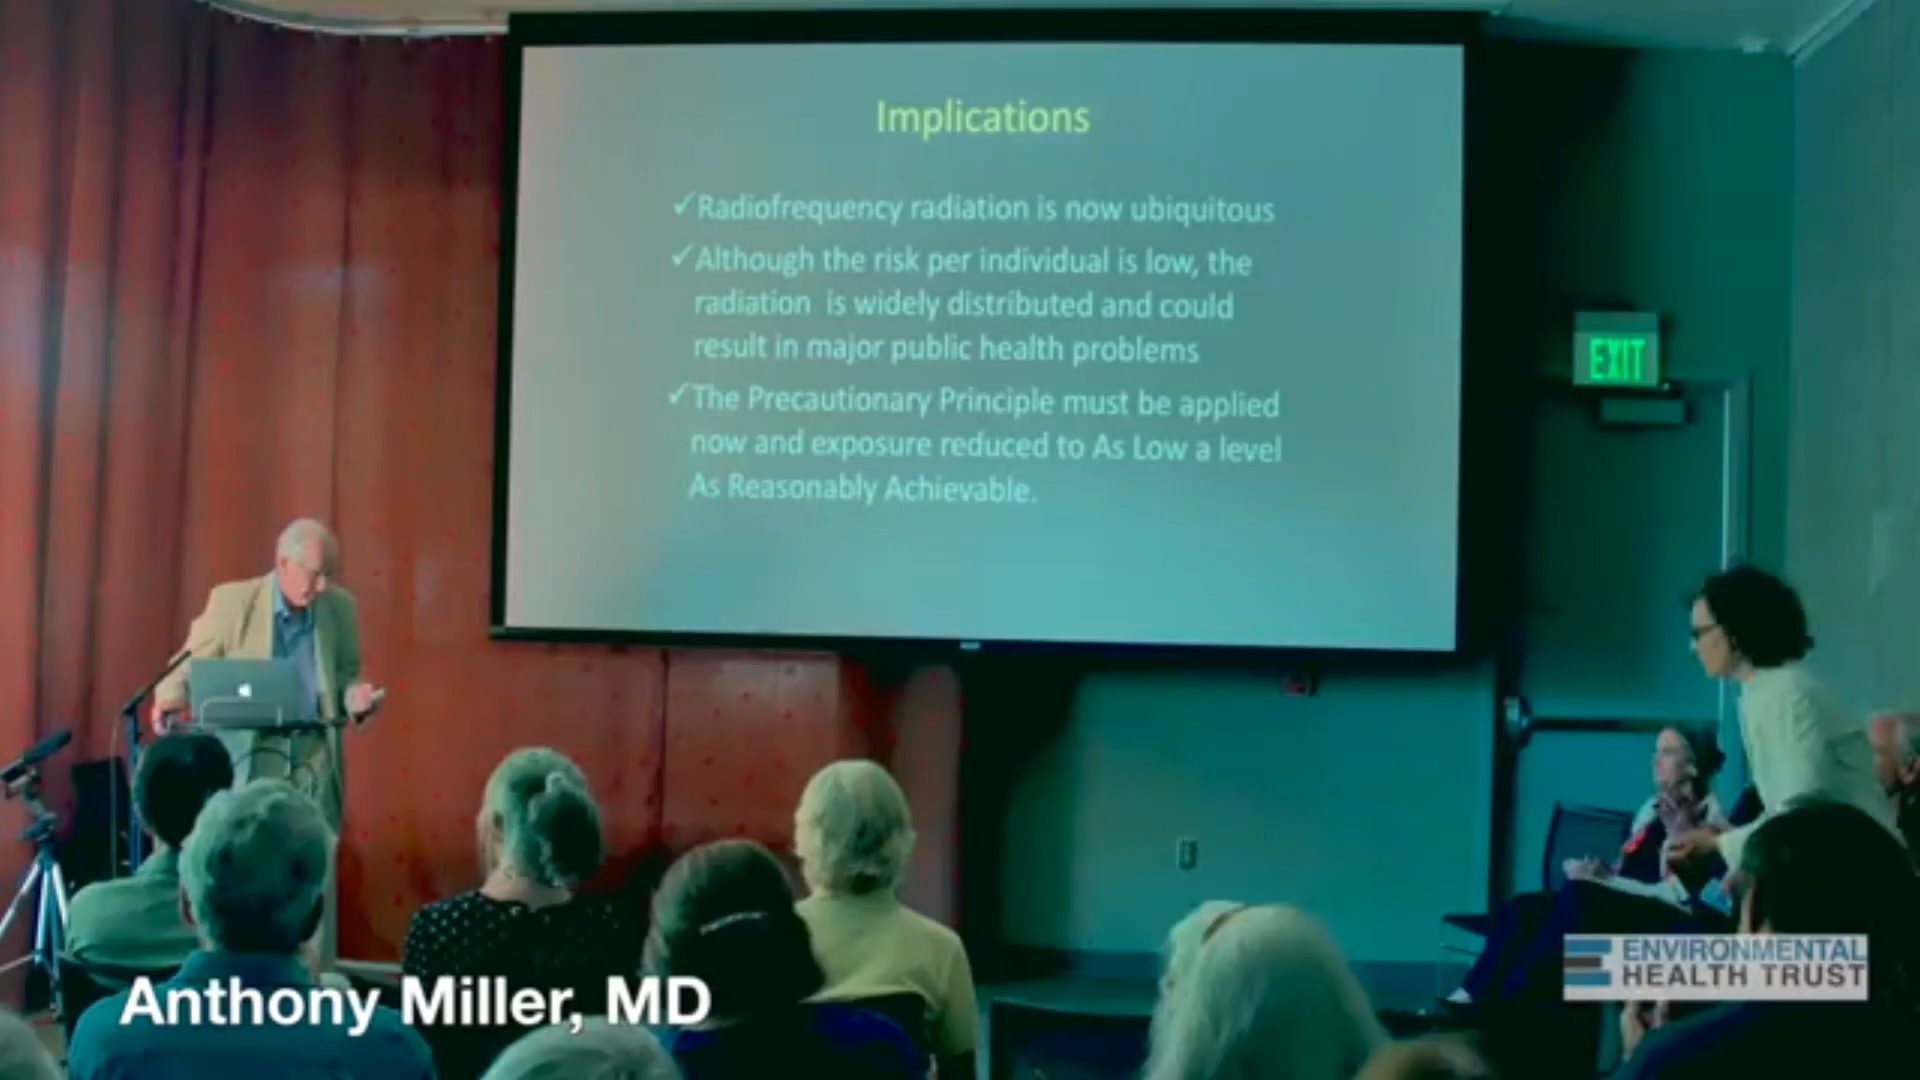 Implications
✓Radiofrequency radiation is now ubiquitous
✓Although the risk per individual is low, the
radiation is widely distributed and could
result in major public health problems
✓The Precautionary Principle must be applied
now and exposure reduced to As Low a level
As Reasonably Achievable.
EXIT
Anthony Miller, MD
ENVIRONMENTAL
HEALTH TRUST